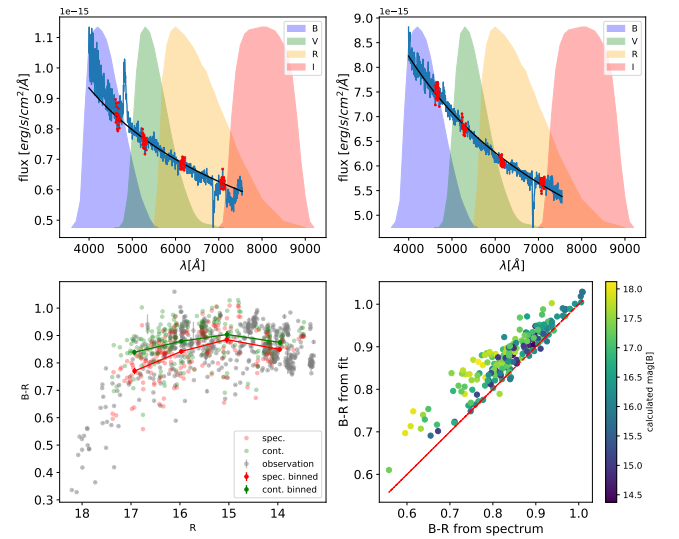 1e−15
B
V
R
I
1.1
1.0
0.9
0.8
0.7
0.6
0.5
flux [erg/s/cm²/Å]
4000 5000 6000 7000 8000 9000
λ[Å]
1e−15
B
V
R
I
9.0
8.5
8.0
7.5
7.0
6.5
6.0
5.5
5.0
flux [erg/s/cm²/Å]
4000 5000 6000 7000 8000 9000
λ[Å]
1.0
0.9
0.8
0.7
0.6
0.5
0.4
0.3
B-R
18 17 16 15 14
R
spec.
cont.
observation
spec. binned
cont. binned
1.0
0.9
0.8
0.7
0.6
B-R from fit
0.6 0.7 0.8 0.9 1.0
B-R from spectrum
18.0
17.5
17.0
16.5
16.0
15.5
15.0
14.5
calculated mag[B]